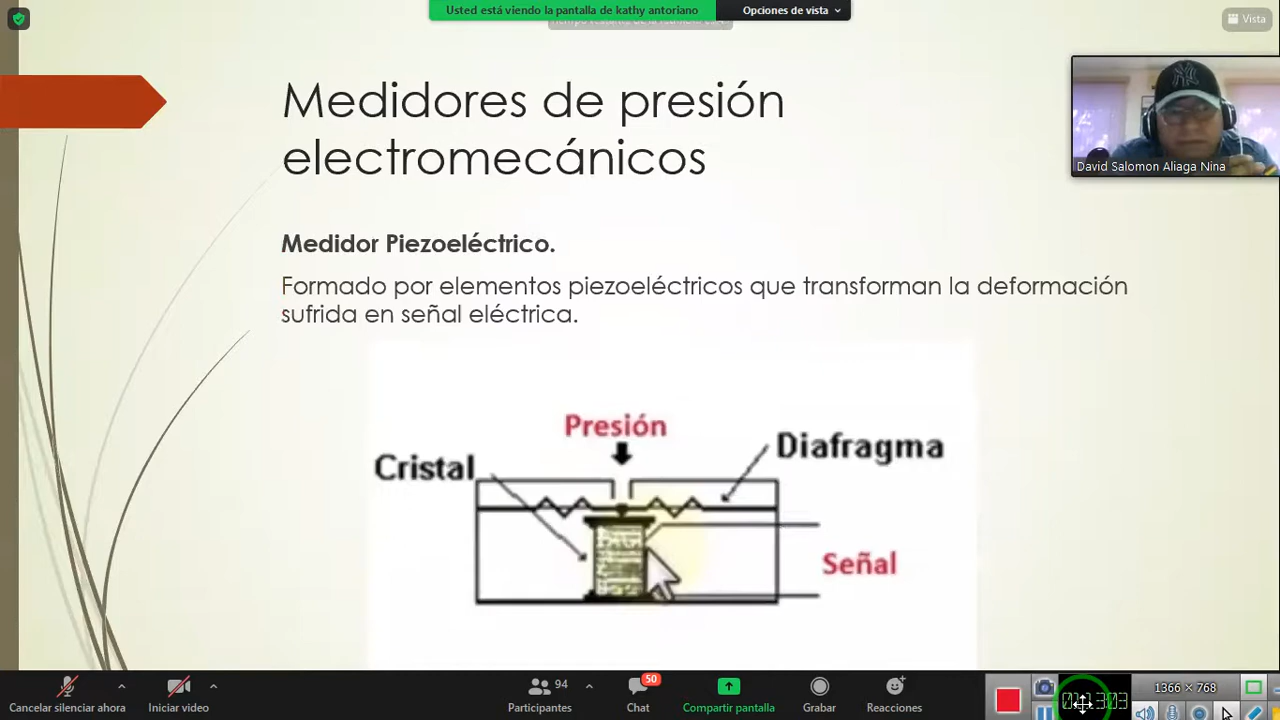 Usted está viendo la pantalla de kathy antoriano
Opciones de vista
Vista
Medidores de presión
electromecánicos
David Salomon Aliaga Nina
Medidor Piezoeléctrico.
Formado por elementos piezoeléctricos que transforman la deformación
sufrida en señal eléctrica.
Presión
Diafragma
Cristal
Señal
Cancelar silenciar ahora
Iniciar video
94
Participantes
50
Chat
Compartir pantalla
Grabar
Reacciones
1366 × 768